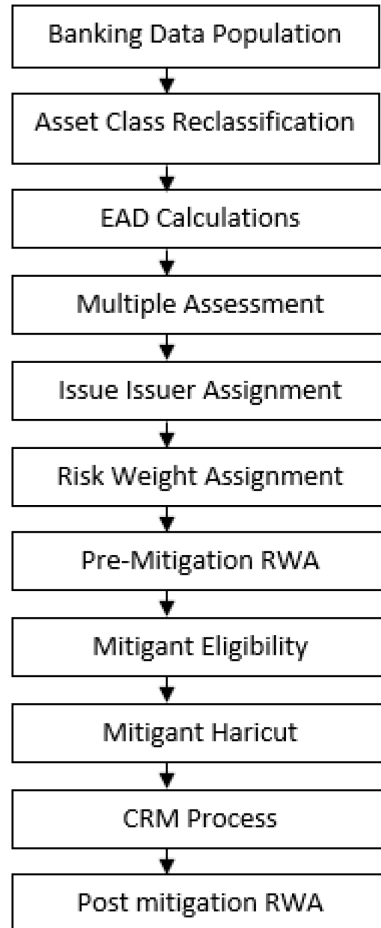 Banking Data Population
Asset Class Reclassification
EAD Calculations
Multiple Assessment
Issue Issuer Assignment
Risk Weight Assignment
Pre-Mitigation RWA
Mitigant Eligibility
Mitigant Haricut
CRM Process
Post mitigation RWA